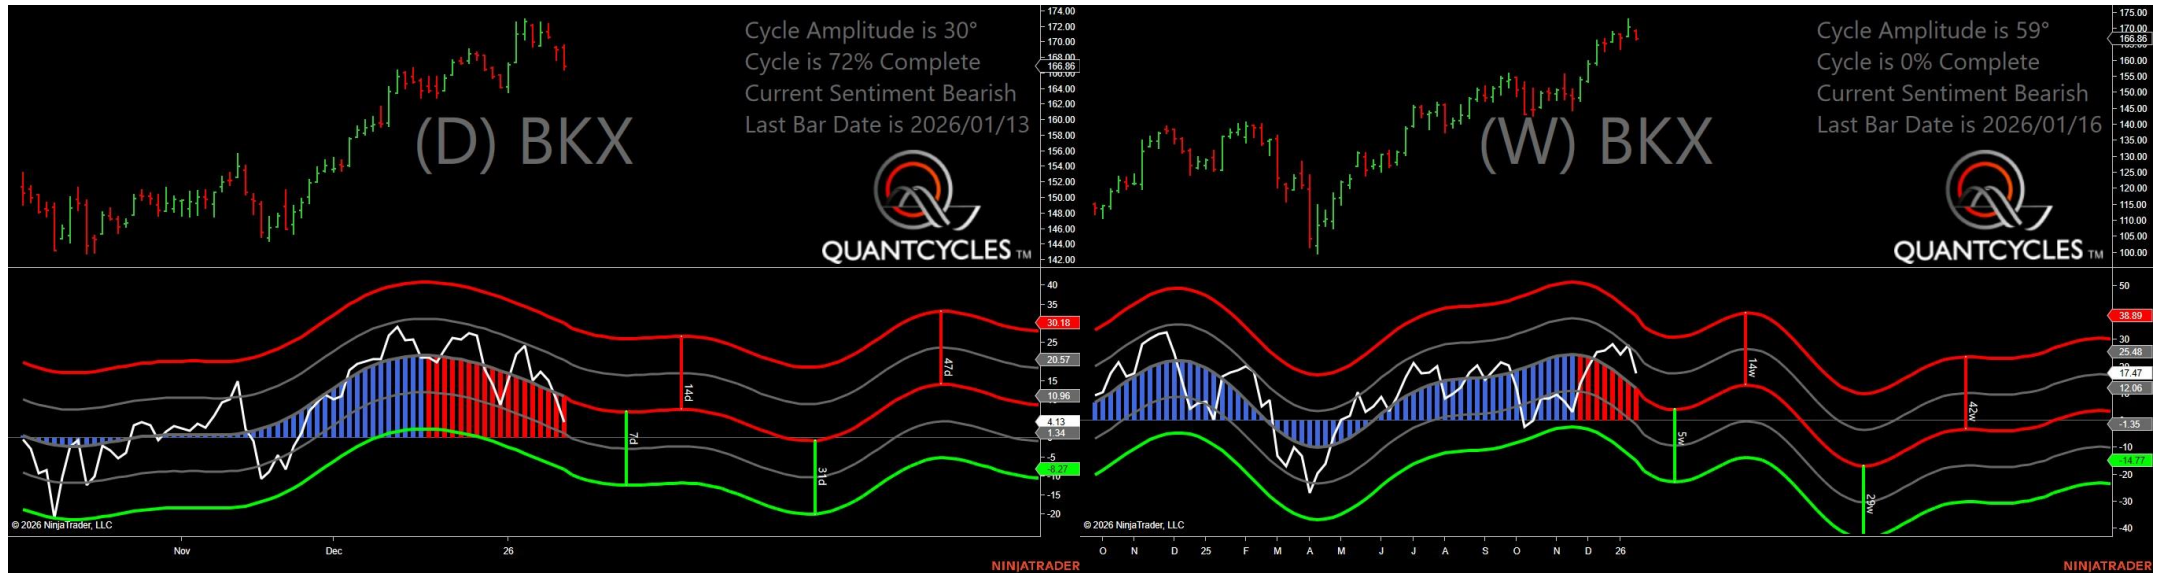 Cycle Amplitude is 30°
Cycle is 72% Complete
Current Sentiment Bearish
Last Bar Date is 2026/01/13
(D) BKX
QUANTCYCLES TM
174.00
172.00
170.00
166.86
164.00
162.00
160.00
158.00
156.00
154.00
152.00
150.00
148.00
146.00
144.00
142.00
40
35
30.18
25
20.57
15
10.96
4.13
1.34
-5
-8.27
-15
-20
7d
14d
31d
47d
© 2026 NinjaTrader, LLC
Nov
Dec
26
NINJATRADER
Cycle Amplitude is 59°
Cycle is 0% Complete
Current Sentiment Bearish
Last Bar Date is 2026/01/16
(W) BKX
QUANTCYCLES TM
175.00
170.00
166.86
160.00
155.00
150.00
145.00
140.00
135.00
130.00
125.00
120.00
115.00
110.00
105.00
100.00
50
38.89
30
25.48
17.47
12.06
-1.35
-10
-14.77
-20
-30
-40
5w
14w
29w
42w
© 2026 NinjaTrader, LLC
O
N
D
25
F
M
A
M
J
J
A
S
O
N
D
26
NINJATRADER